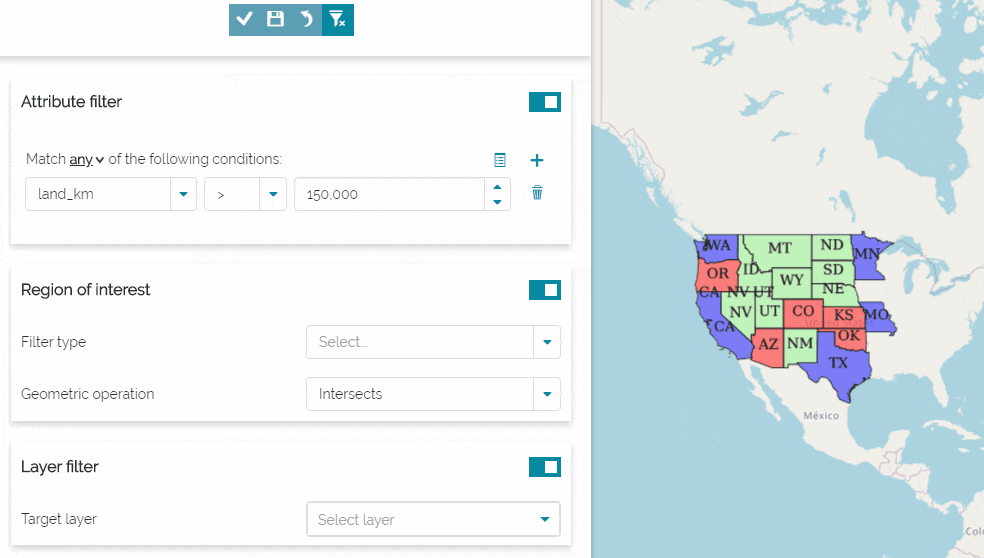 Attribute filter
Match any of the following conditions:
land_km > 150,000
Region of interest
Filter type Select...
Geometric operation Intersects
Layer filter
Target layer Select layer
WA MT ND MN
OR ID WY SD
CA NV UT NE
NV UT CO KS MO
CA AZ NM OK
TX
México
Col